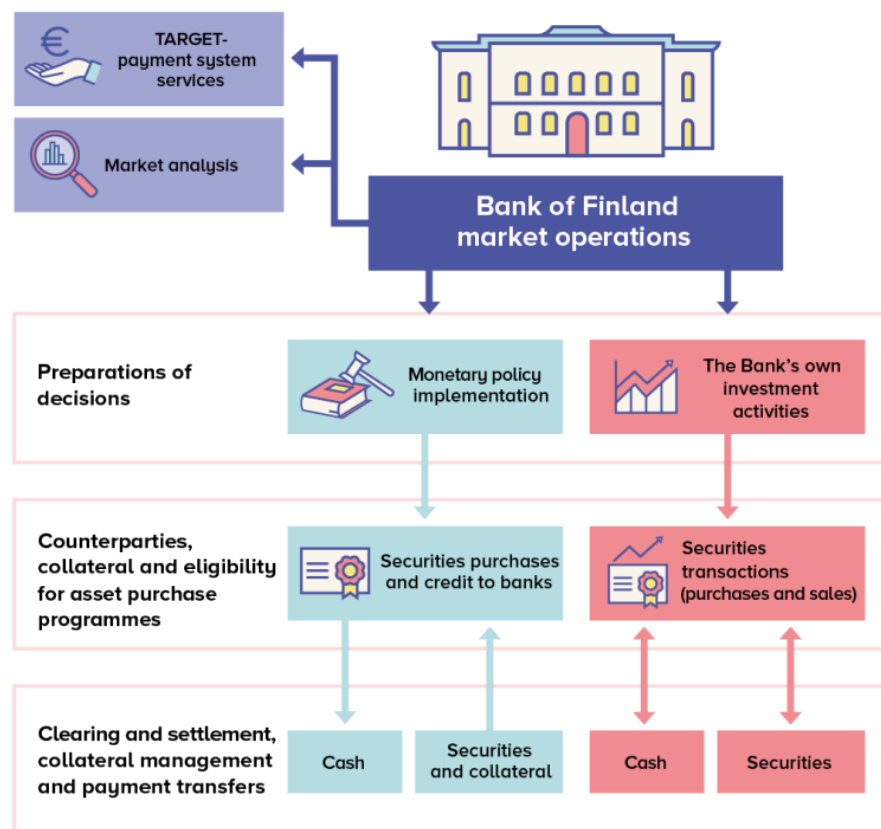 TARGET-
payment system
services
Market analysis
Bank of Finland
market operations
Preparations of
decisions
Monetary policy
implementation
The Bank's own
investment
activities
Counterparties,
collateral and eligibility
for asset purchase
programmes
Securities purchases
and credit to banks
Securities
transactions
(purchases and sales)
Clearing and settlement,
collateral management
and payment transfers
Cash
Securities
and collateral
Cash
Securities